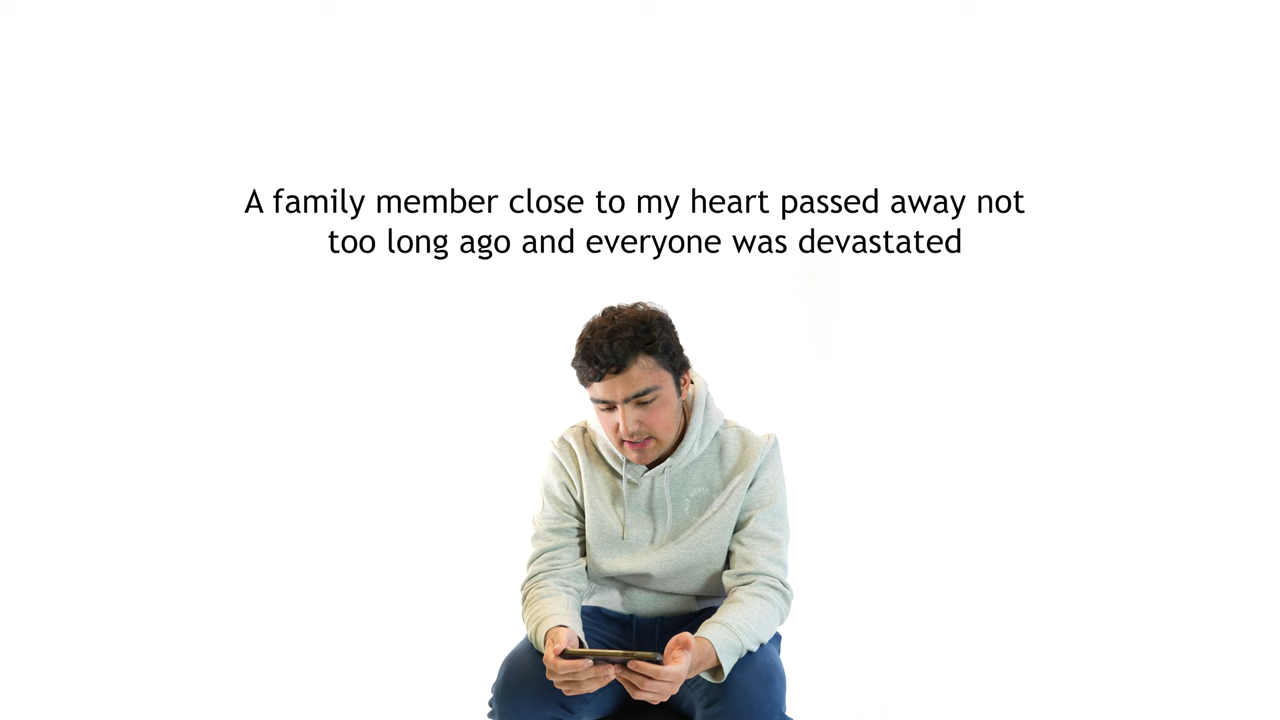 A family member close to my heart passed away not
too long ago and everyone was devastated